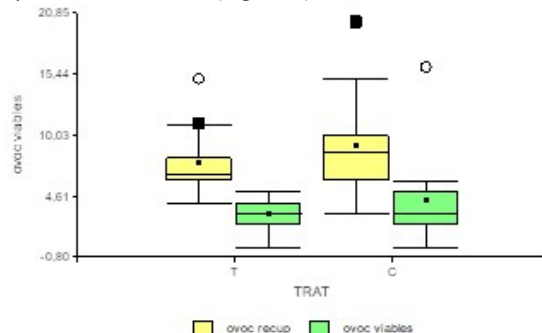 20,85
15,44
10,03
4,61
-0,80
ovoc viables
T
C
TRAT
ovoc recup ovoc viables